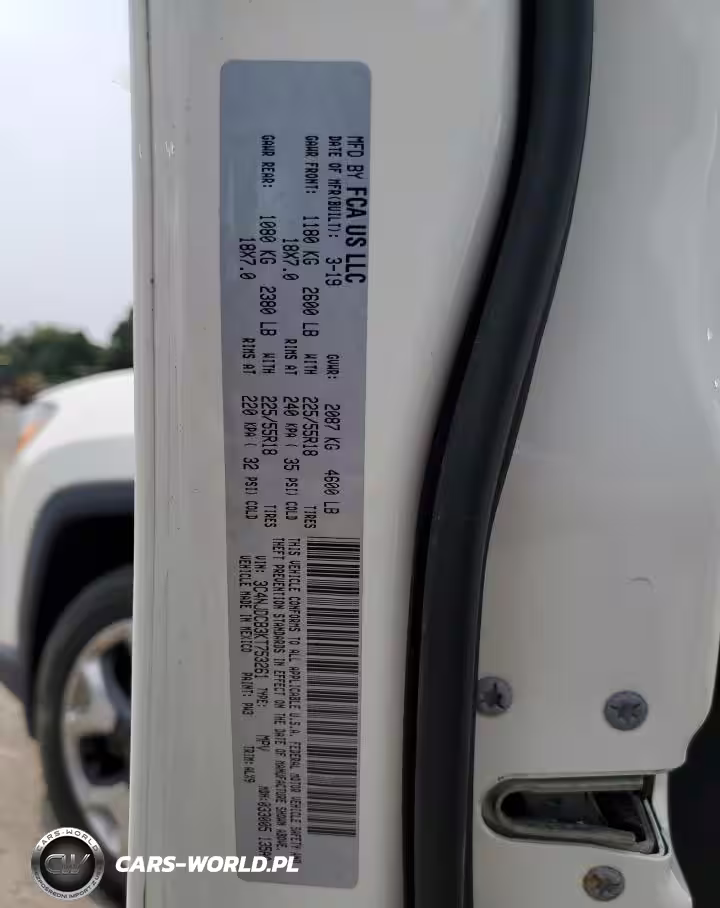 MFD BY FCA US LLC
DATE OF MFR(BUILT): 3-19 GVWR: 2087 KG 4600 LB
GAWR FRONT: 1180 KG 2600 LB WITH 225/55R18 TIRES
18X7.0 RIMS AT 240 KPA ( 35 PSI) COLD
GAWR REAR: 1080 KG 2380 LB WITH 225/55R18 TIRES
18X7.0 RIMS AT 220 KPA ( 32 PSI) COLD
THIS VEHICLE CONFORMS TO ALL APPLICABLE U.S.A. FEDERAL MOTOR VEHICLE SAFETY AND
THEFT PREVENTION STANDARDS IN EFFECT ON THE DATE OF MANUFACTURE SHOWN ABOVE.
VIN: 3C4NJDCB3KT753261 TYPE: MPV
VEHICLE MADE IN MEXICO PAINT: PW3 TRIM:
CARS-WORLD
CW
CARS-WORLD.PL